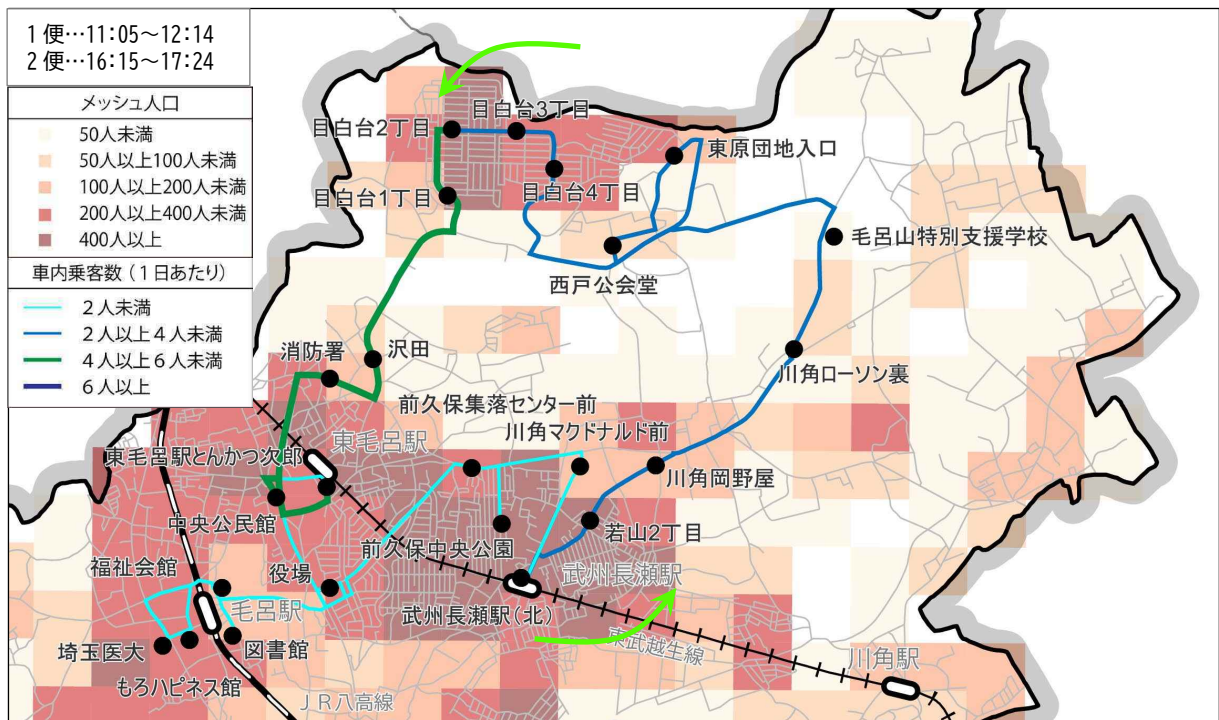 1便…11:05～12:14
2便…16:15～17:24
メッシュ人口
50人未満
50人以上100人未満
100人以上200人未満
200人以上400人未満
400人以上
車内乗客数（1日あたり）
2人未満
2人以上4人未満
4人以上6人未満
6人以上
目白台3丁目
目白台2丁目
東原団地入口
目白台1丁目
目白台4丁目
毛呂山特別支援学校
西戸公会堂
消防署
沢田
川角ローソン裏
前久保集落センター前
川角マクドナルド前
東毛呂駅
東毛呂駅とんかつ次郎
川角岡野屋
中央公民館
若山2丁目
前久保中央公園
福祉会館
役場
武州長瀬駅
毛呂駅
武州長瀬駅（北）
埼玉医大
図書館
東武越生線
川角駅
もろハピネス館
JR八高線